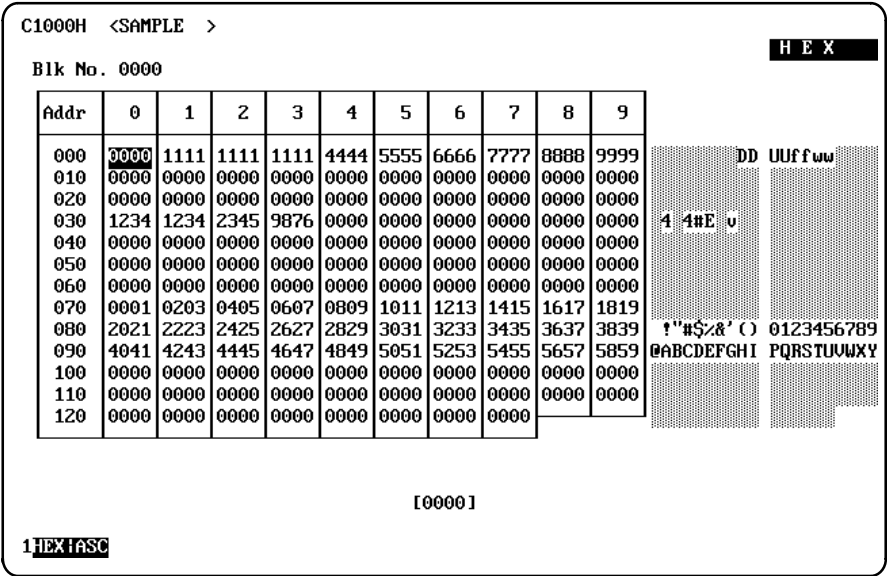 C1000H <SAMPLE >
H E X
Blk No. 0000
Addr 0 1 2 3 4 5 6 7 8 9
000 0000 1111 1111 1111 4444 5555 6666 7777 8888 9999 DD UUffww
010 0000 0000 0000 0000 0000 0000 0000 0000 0000 0000
020 0000 0000 0000 0000 0000 0000 0000 0000 0000 0000
030 1234 1234 2345 9876 0000 0000 0000 0000 0000 0000 4 4#E v
040 0000 0000 0000 0000 0000 0000 0000 0000 0000 0000
050 0000 0000 0000 0000 0000 0000 0000 0000 0000 0000
060 0000 0000 0000 0000 0000 0000 0000 0000 0000 0000
070 0001 0203 0405 0607 0809 1011 1213 1415 1617 1819
080 2021 2223 2425 2627 2829 3031 3233 3435 3637 3839 !"#$%&'() 0123456789
090 4041 4243 4445 4647 4849 5051 5253 5455 5657 5859 @ABCDEFGHI PQRSTUVWXY
100 0000 0000 0000 0000 0000 0000 0000 0000 0000 0000
110 0000 0000 0000 0000 0000 0000 0000 0000 0000 0000
120 0000 0000 0000 0000 0000 0000 0000 0000
[0000]
1HEX¦ASC